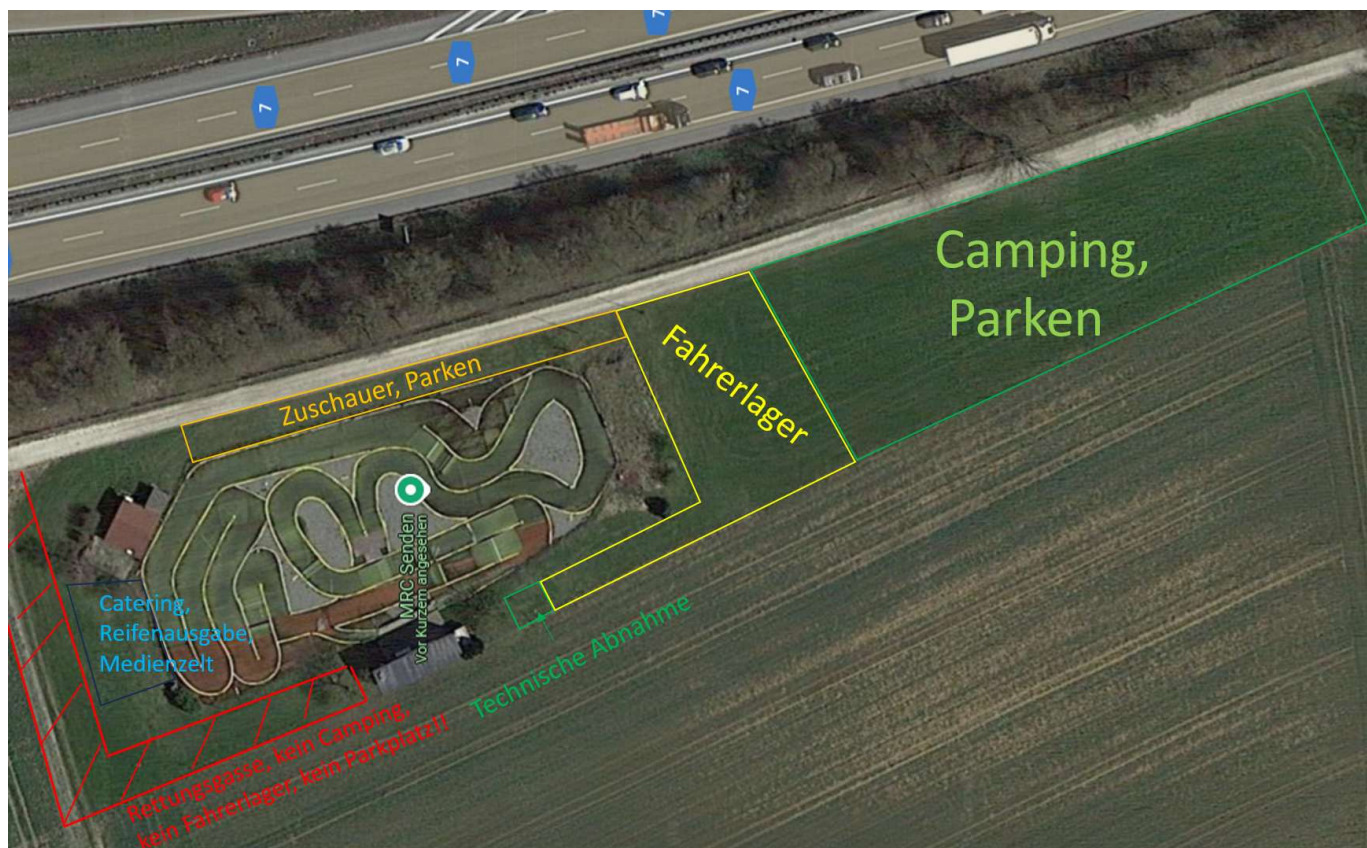 7
7
7
7
Camping,
Parken
Fahrerlager
Zuschauer, Parken
MRC Senden
Vor Kurzem angesehen
Catering,
Reifenausgabe,
Medienzelt
Technische Abnahme
Rettungsgasse, kein Camping,
kein Fahrerlager, kein Parkplatz!!